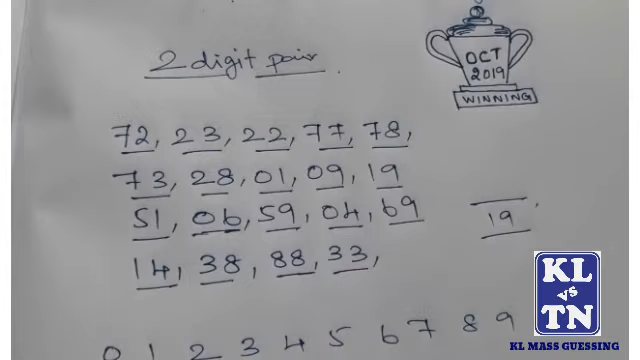 OCT
2019
WINNING
2 digit pair
72, 23, 22, 77, 78,
73, 28, 01, 09, 19
51, 06, 59, 04, 69
14, 38, 88, 33,
19
0 1 2 3 4 5 6 7 8 9
KL
VS
TN
KL MASS GUESSING